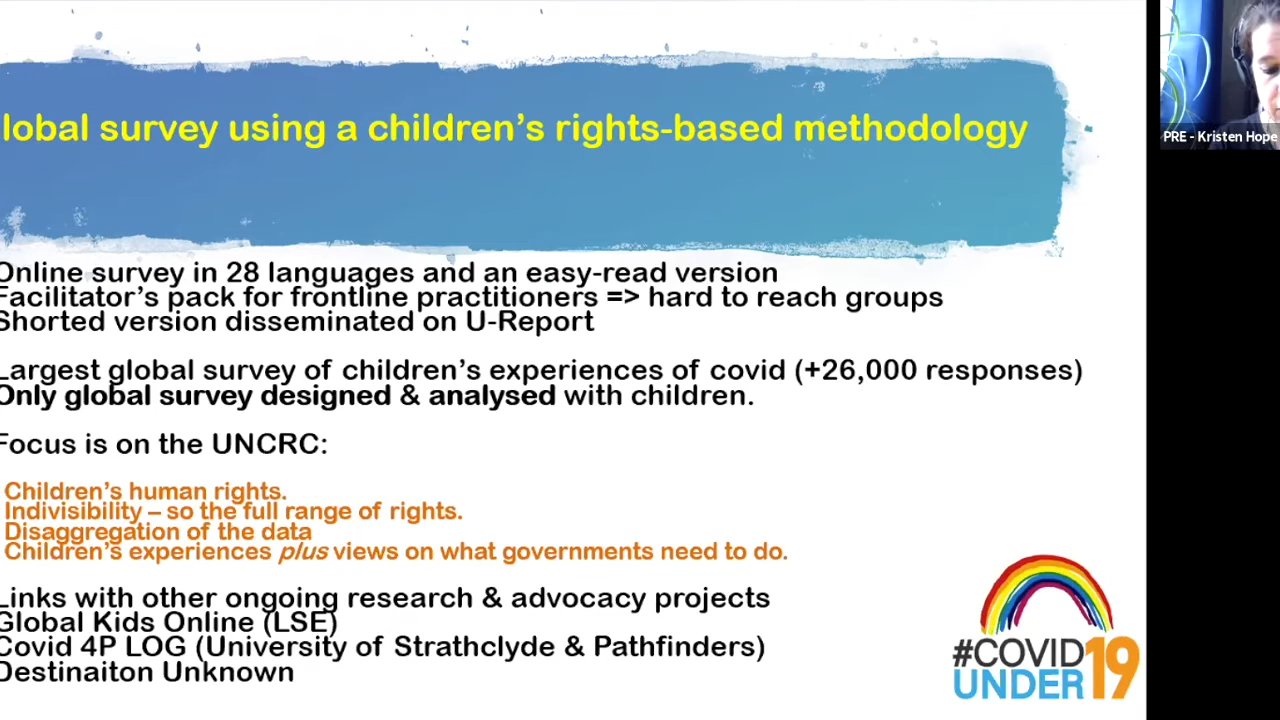 lobal survey using a children's rights-based methodology
Online survey in 28 languages and an easy-read version
Facilitator's pack for frontline practitioners => hard to reach groups
Shorted version disseminated on U-Report
Largest global survey of children's experiences of covid (+26,000 responses)
Only global survey designed & analysed with children.
Focus is on the UNCRC:
Children's human rights.
Indivisibility – so the full range of rights.
Disaggregation of the data
Children's experiences plus views on what governments need to do.
Links with other ongoing research & advocacy projects
Global Kids Online (LSE)
Covid 4P LOG (University of Strathclyde & Pathfinders)
Destinaiton Unknown
#COVID
UNDER19
PRE - Kristen Hope